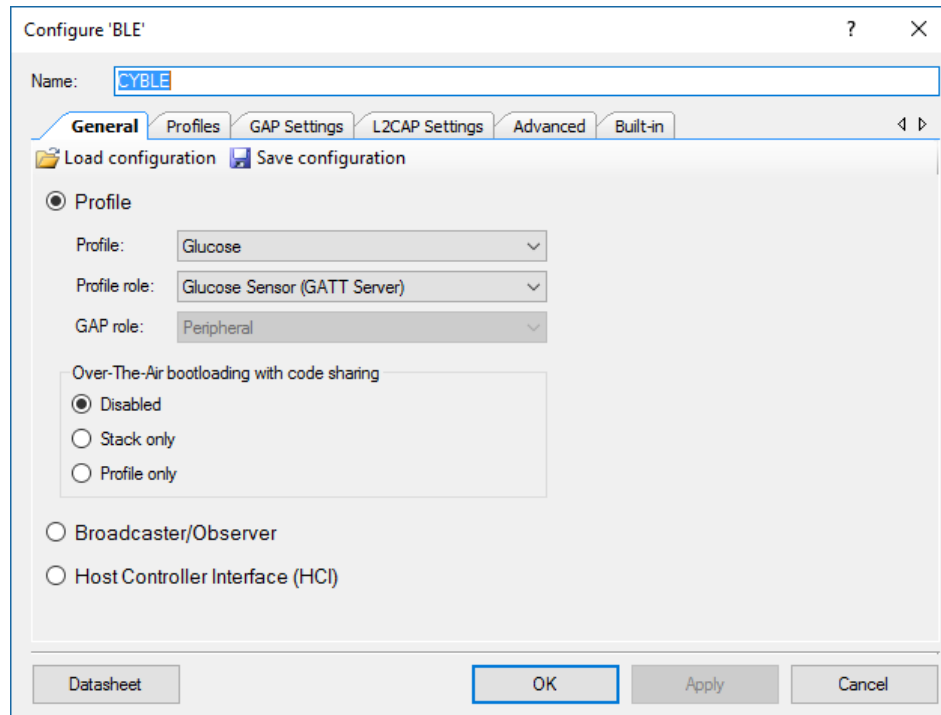 Configure 'BLE'
?
Name: CYBLE
General Profiles GAP Settings L2CAP Settings Advanced Built-in
Load configuration Save configuration
Profile
Profile: Glucose
Profile role: Glucose Sensor (GATT Server)
GAP role: Peripheral
Over-The-Air bootloading with code sharing
Disabled
Stack only
Profile only
Broadcaster/Observer
Host Controller Interface (HCI)
Datasheet OK Apply Cancel